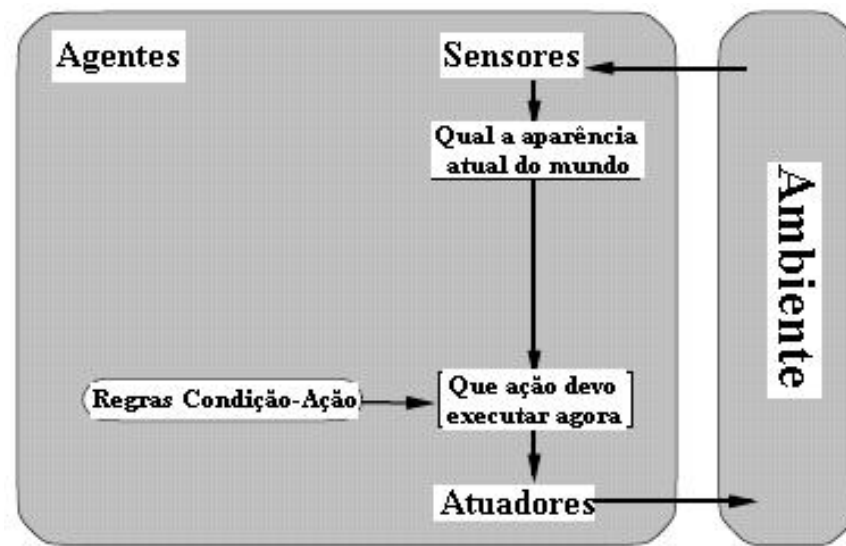 Agentes
Sensores
Qual a aparência
atual do mundo
Ambiente
Regras Condição-Ação
Que ação devo
executar agora
Atuadores